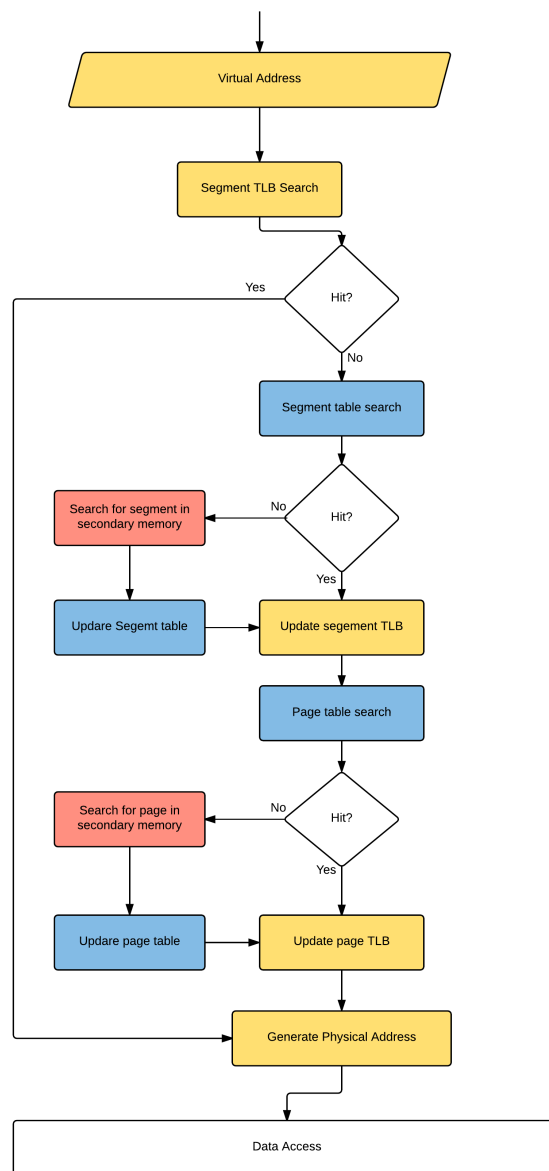 Virtual Address
Segment TLB Search
Yes
Hit?
No
Segment table search
Search for segment in
secondary memory
No
Hit?
Yes
Updare Segemt table
Update segement TLB
Page table search
Search for page in
secondary memory
No
Hit?
Yes
Updare page table
Update page TLB
Generate Physical Address
Data Access